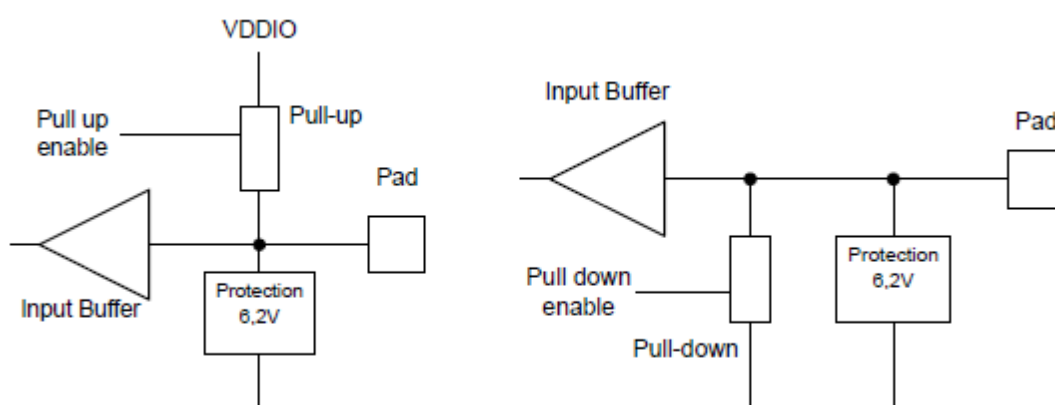 VDDIO
Pull up
enable
Pull-up
Pad
Input Buffer
Protection
6,2V
Input Buffer
Pad
Protection
6,2V
Pull down
enable
Pull-down